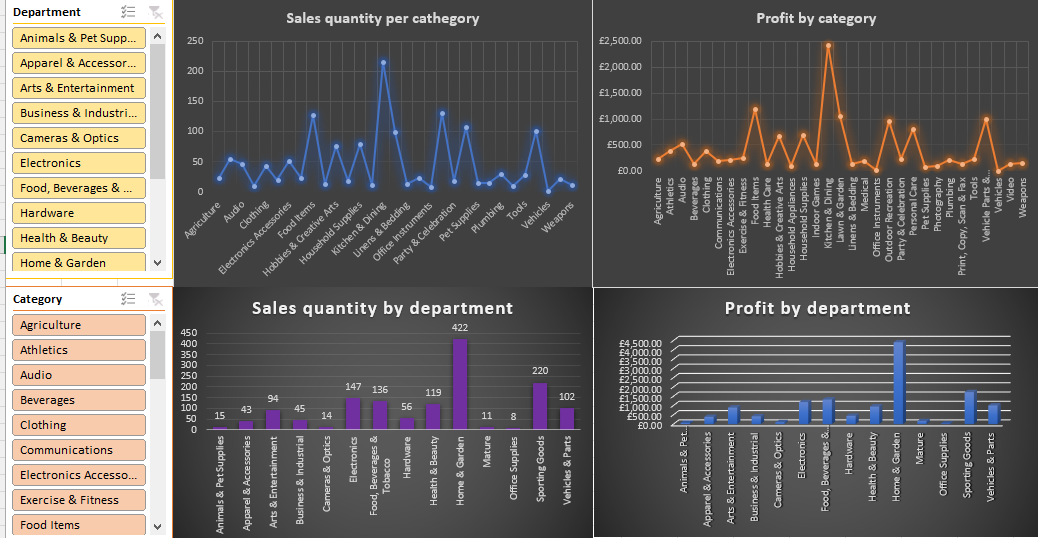 Department
Animals & Pet Supp...
Apparel & Accessor...
Arts & Entertainment
Business & Industri...
Cameras & Optics
Electronics
Food, Beverages & ...
Hardware
Health & Beauty
Home & Garden
Category
Agriculture
Athletics
Audio
Beverages
Clothing
Communications
Electronics Accesso...
Exercise & Fitness
Food Items
Sales quantity per cathegory
250
200
150
100
50
0
Agriculture
Audio
Clothing
Electronics Accessories
Food Items
Hobbies & Creative Arts
Household Supplies
Kitchen & Dining
Linens & Bedding
Office Instruments
Party & Celebration
Pet Supplies
Plumbing
Tools
Vehicles
Weapons
Profit by category
£2,500.00
£2,000.00
£1,500.00
£1,000.00
£500.00
£0.00
Agriculture
Athletics
Audio
Beverages
Clothing
Communications
Electronics Accessories
Exercise & Fitness
Food Items
Health Care
Hobbies & Creative Arts
Household Appliances
Household Supplies
Indoor Games
Kitchen & Dining
Lawn & Garden
Linens & Bedding
Medical
Office Instruments
Outdoor Recreation
Party & Celebration
Personal Care
Pet Supplies
Photography
Plumbing
Print, Copy, Scan & Fax
Tools
Vehicle Parts &...
Vehicles
Video
Weapons
Sales quantity by department
450
400
350
300
250
200
150
100
50
0
15
43
94
45
14
147
136
56
119
422
11
8
220
102
Animals & Pet Supplies
Apparel & Accessories
Arts & Entertainment
Business & Industrial
Cameras & Optics
Electronics
Food, Beverages &
Tobacco
Hardware
Health & Beauty
Home & Garden
Mature
Office Supplies
Sporting Goods
Vehicles & Parts
Profit by department
£4,500.00
£4,000.00
£3,500.00
£3,000.00
£2,500.00
£2,000.00
£1,500.00
£1,000.00
£500.00
£0.00
Animals & Pet...
Apparel & Accessories
Arts & Entertainment
Business & Industrial
Cameras & Optics
Electronics
Food, Beverages &...
Hardware
Health & Beauty
Home & Garden
Mature
Office Supplies
Sporting Goods
Vehicles & Parts